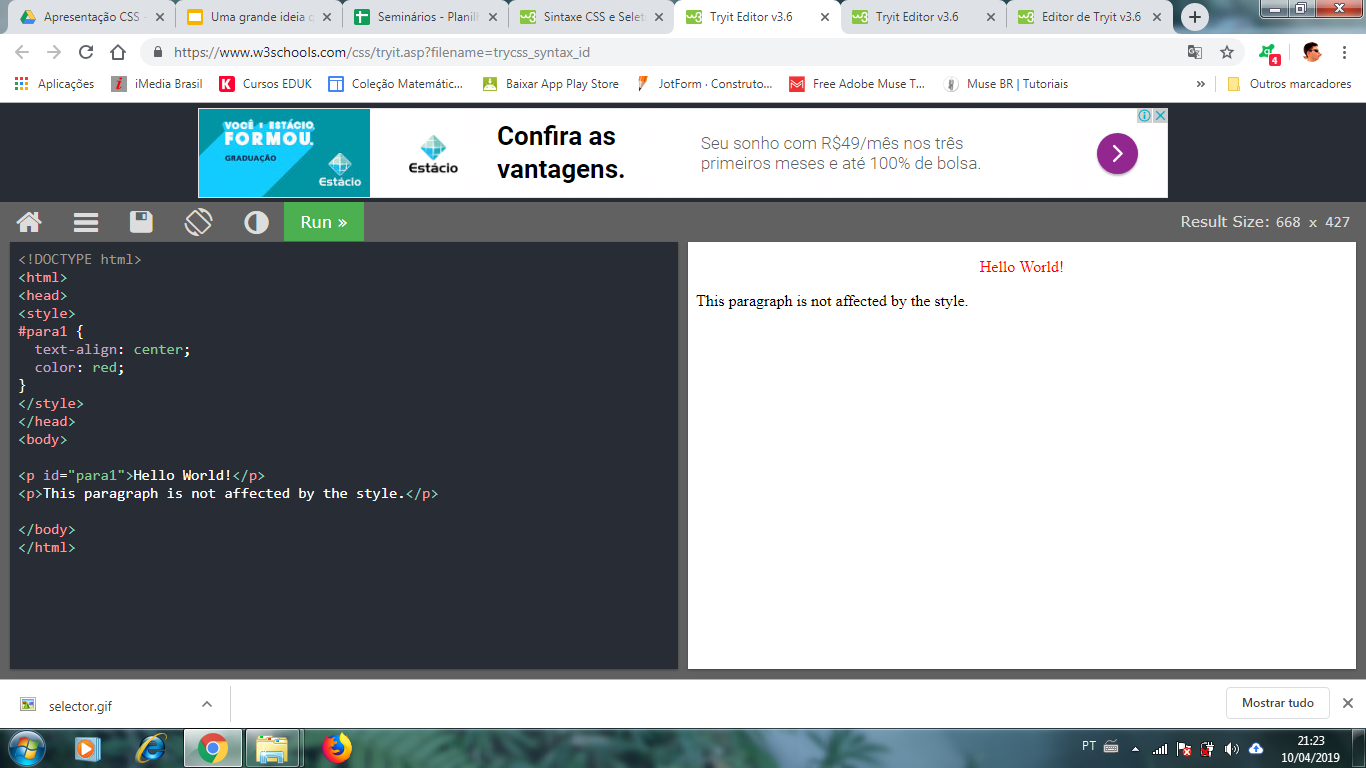 Apresentação CSS -
Uma grande ideia
Seminários - Planil
Sintaxe CSS e Selet
Tryit Editor v3.6
Tryit Editor v3.6
Editor de Tryit v3.6
https://www.w3schools.com/css/tryit.asp?filename=trycss_syntax_id
4
Aplicações
iMedia Brasil
Cursos EDUK
Coleção Matemátic...
Baixar App Play Store
JotForm · Construto...
Free Adobe Muse T...
Muse BR | Tutoriais
»
Outros marcadores
VOCÊ É ESTÁCIO,
FORMOU.
GRADUAÇÃO
Estácio
Estácio
Confira as
vantagens.
Seu sonho com R$49/mês nos três
primeiros meses e até 100% de bolsa.
Run »
Result Size: 668 x 427
<!DOCTYPE html>
<html>
<head>
<style>
#para1 {
  text-align: center;
  color: red;
}
</style>
</head>
<body>
<p id="para1">Hello World!</p>
<p>This paragraph is not affected by the style.</p>
</body>
</html>
Hello World!
This paragraph is not affected by the style.
selector.gif
Mostrar tudo
PT
21:23
10/04/2019